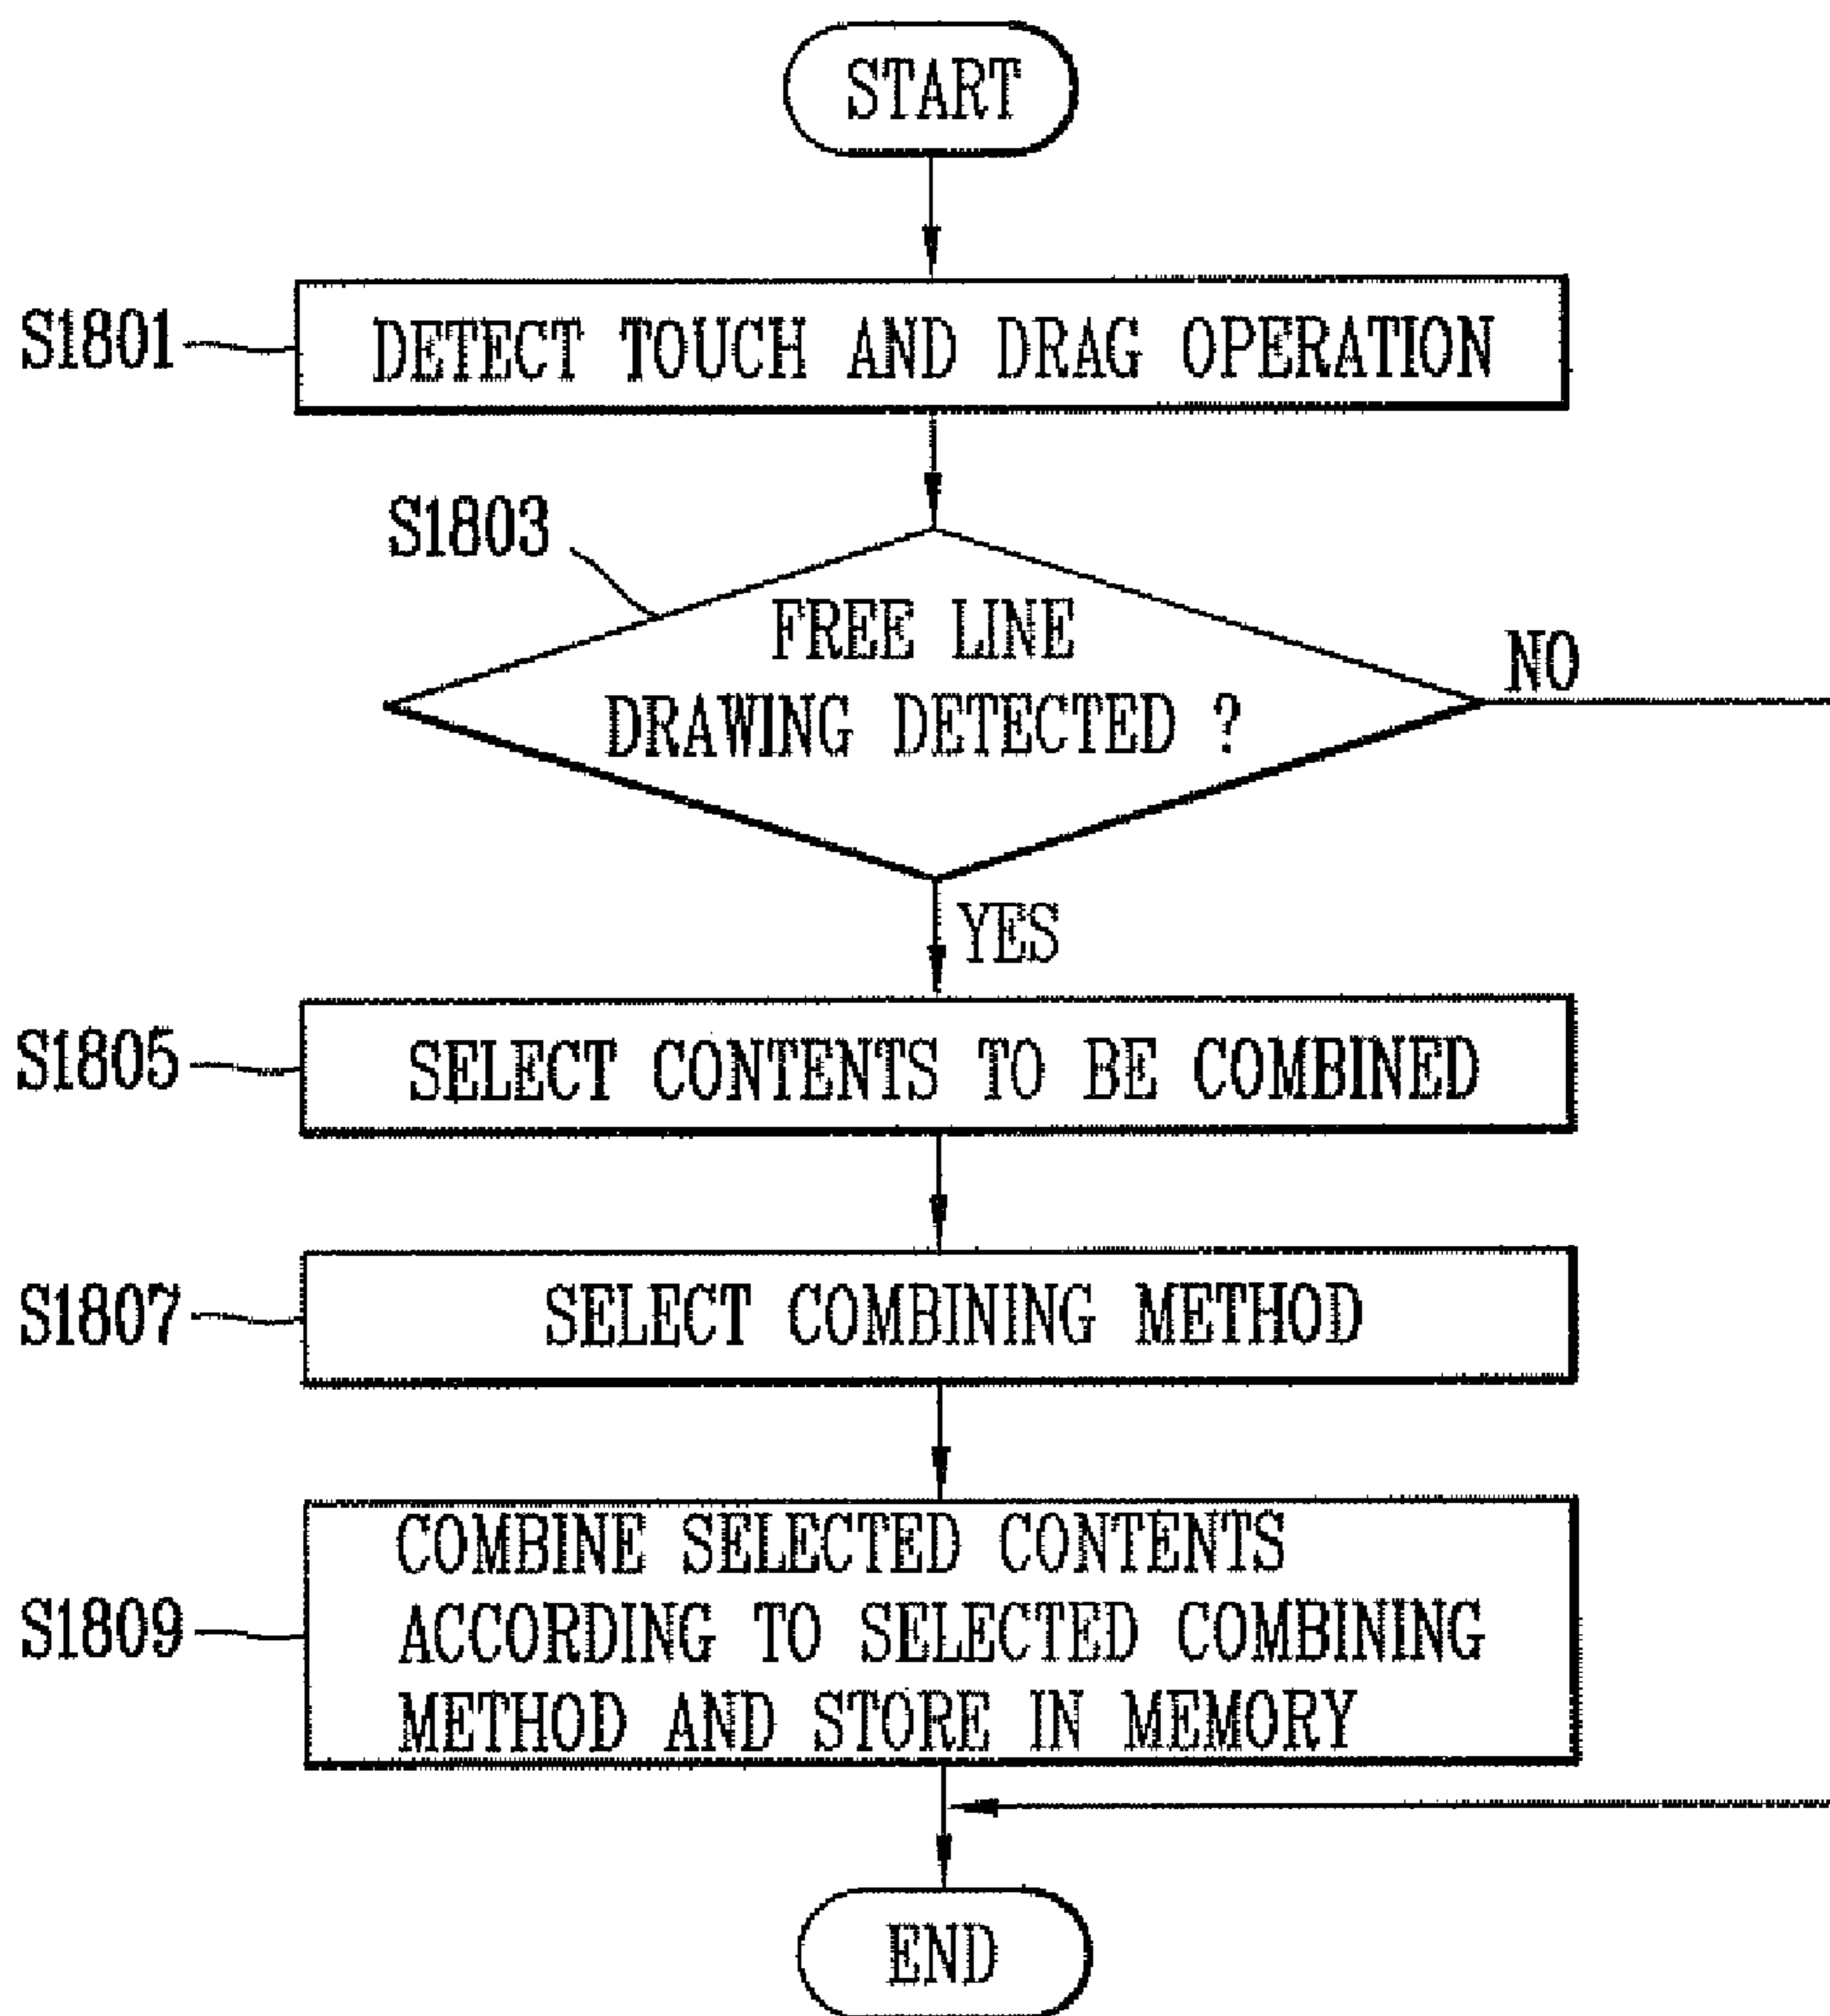 START
S1801
DETECT TOUCH AND DRAG OPERATION
S1803
FREE LINE
DRAWING DETECTED ?
NO
YES
S1805
SELECT CONTENTS TO BE COMBINED
S1807
SELECT COMBINING METHOD
S1809
COMBINE SELECTED CONTENTS
ACCORDING TO SELECTED COMBINING
METHOD AND STORE IN MEMORY
END